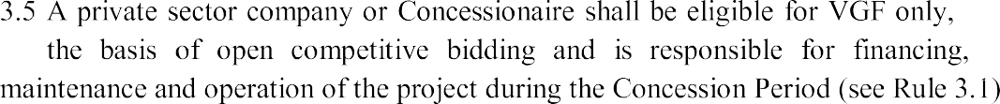 3.5 A private sector company or Concessionaire shall be eligible for VGF only,
the basis of open competitive bidding and is responsible for financing,
maintenance and operation of the project during the Concession Period (see Rule 3.1)